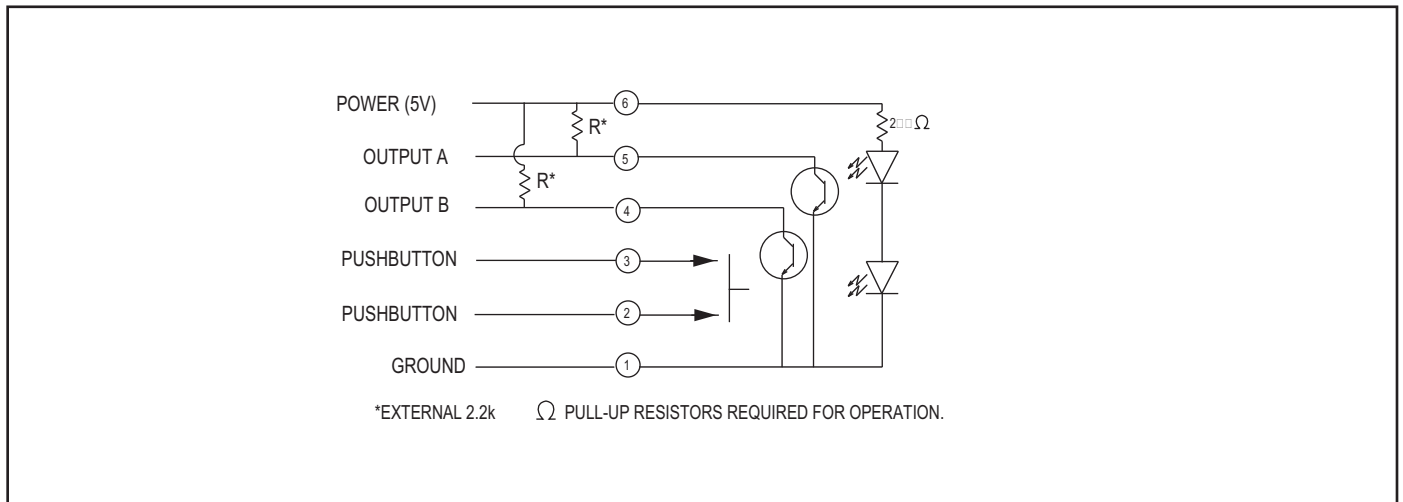 POWER (5V) 6
R*
2□□Ω
OUTPUT A 5
R*
OUTPUT B 4
PUSHBUTTON 3
PUSHBUTTON 2
GROUND 1
*EXTERNAL 2.2k Ω PULL-UP RESISTORS REQUIRED FOR OPERATION.